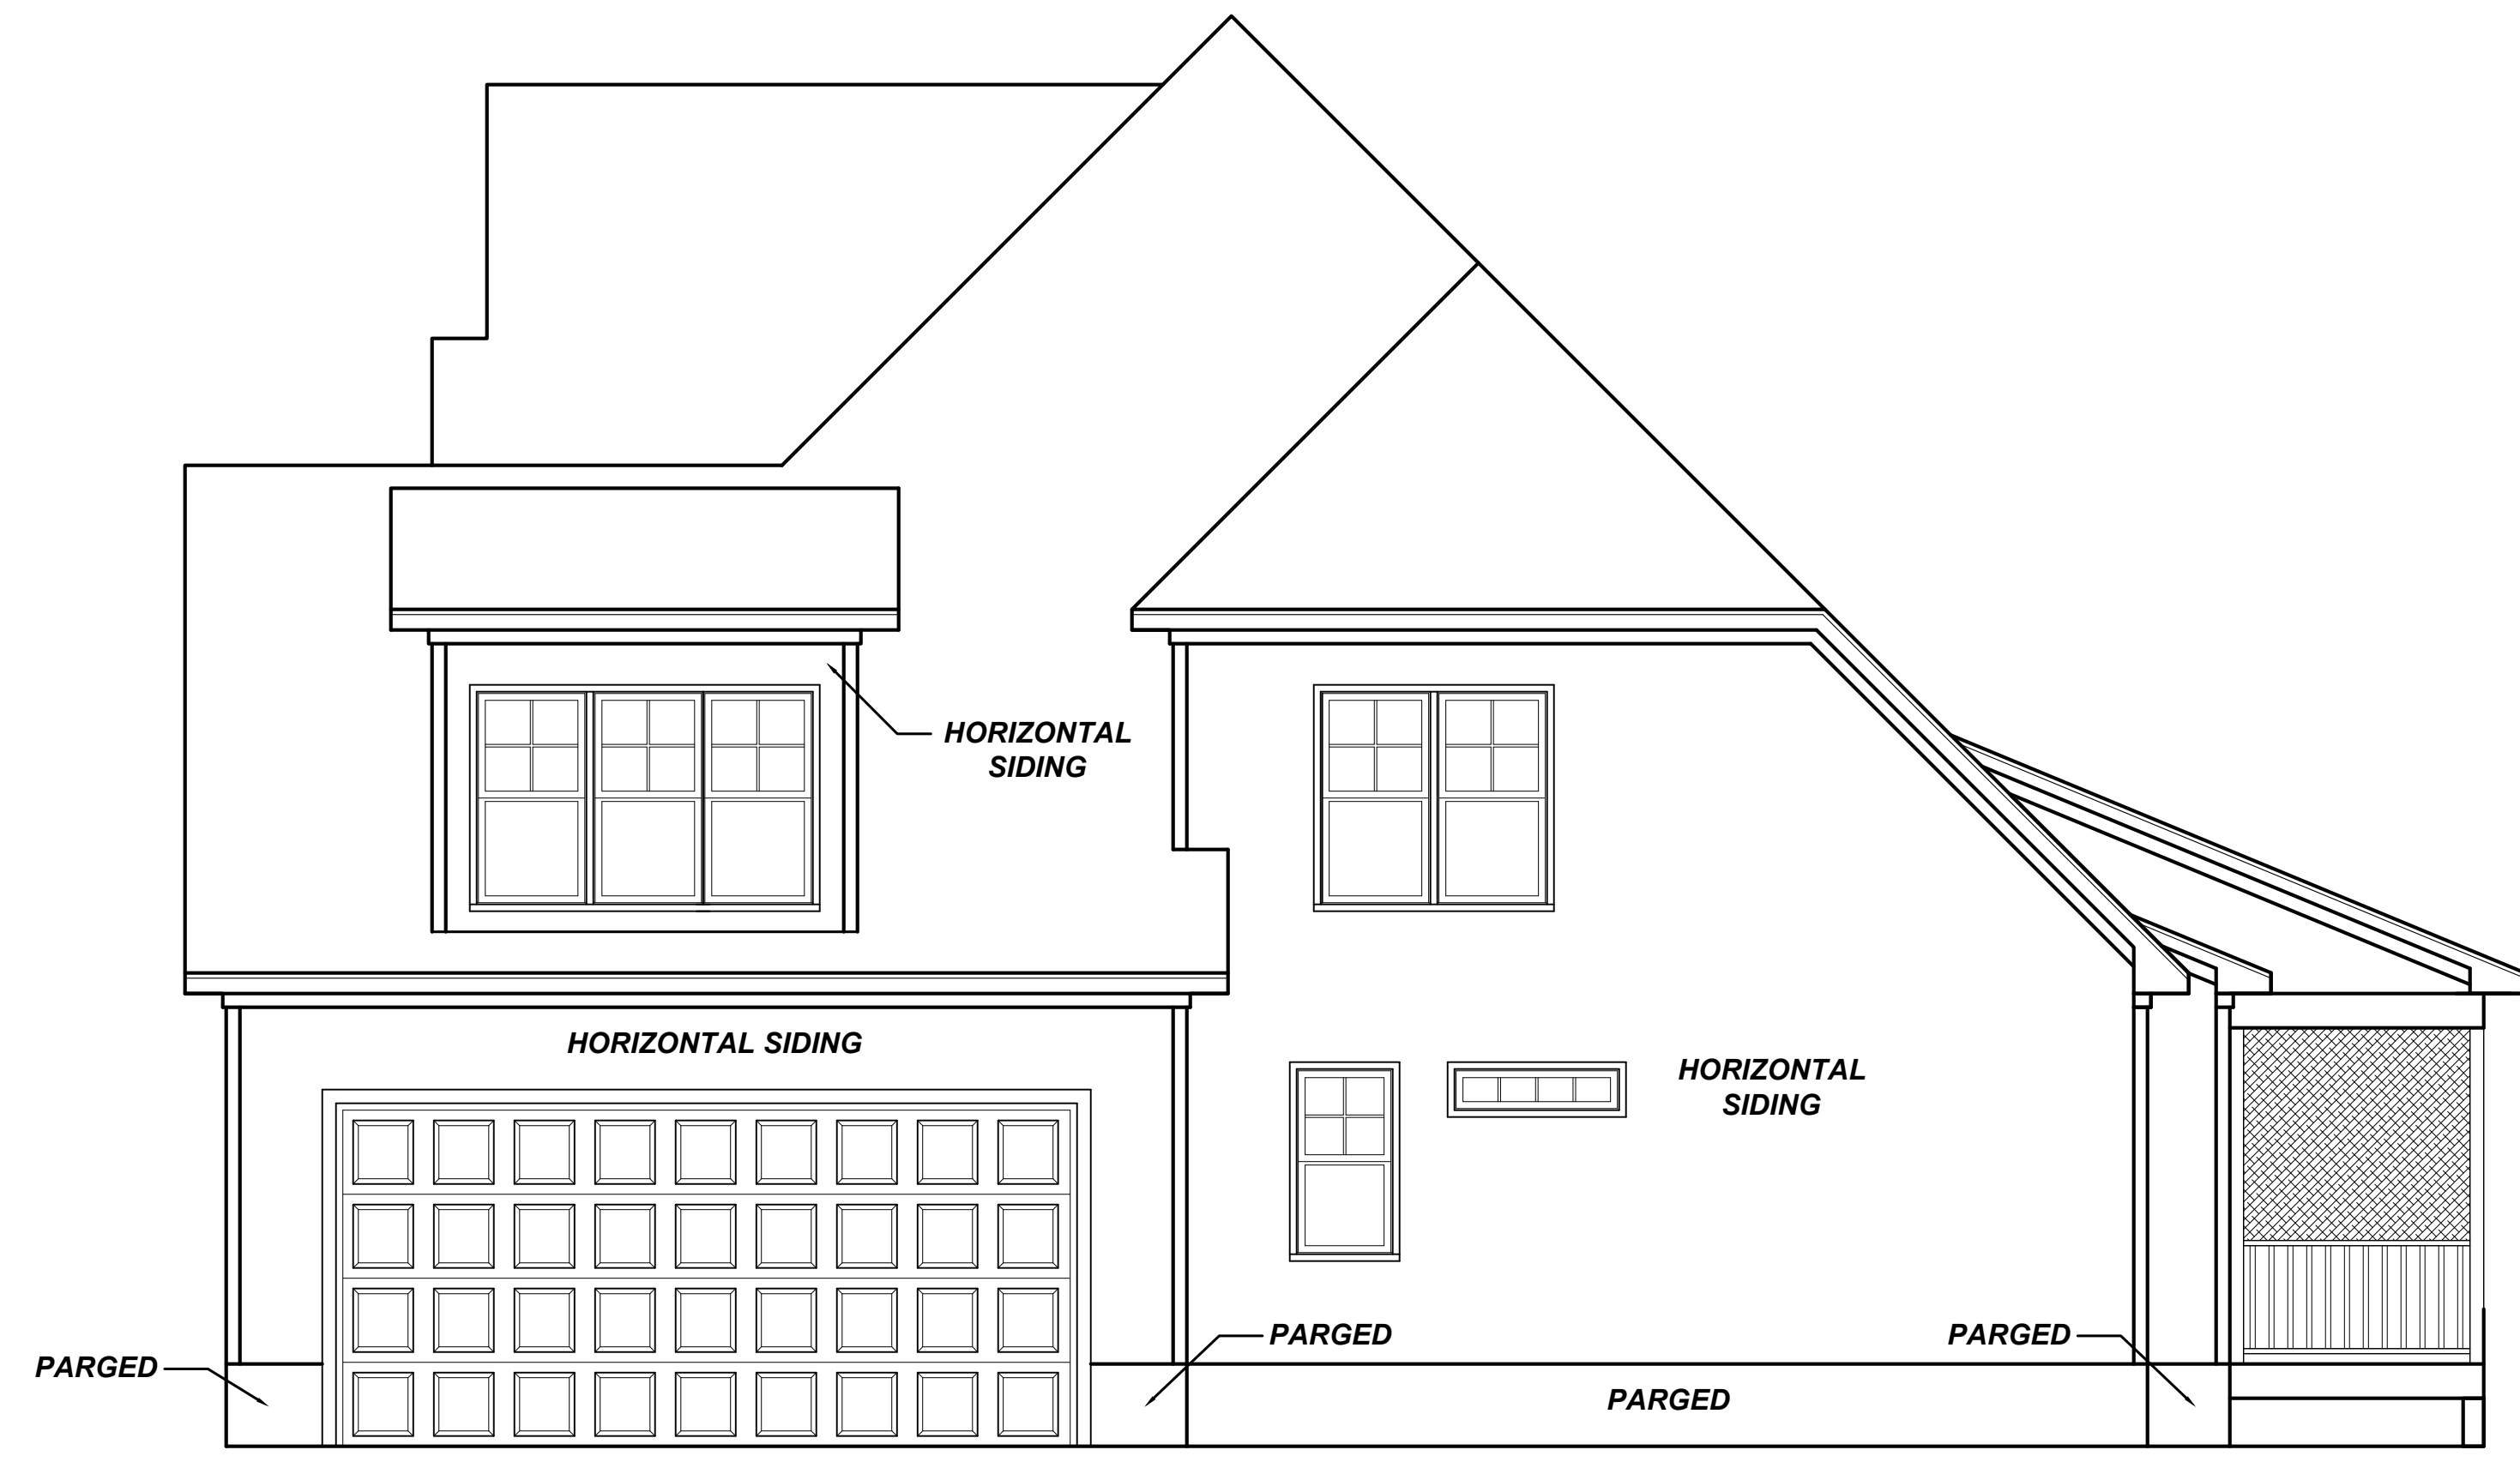 HORIZONTAL
SIDING
HORIZONTAL SIDING
HORIZONTAL
SIDING
PARGED
PARGED
PARGED
PARGED